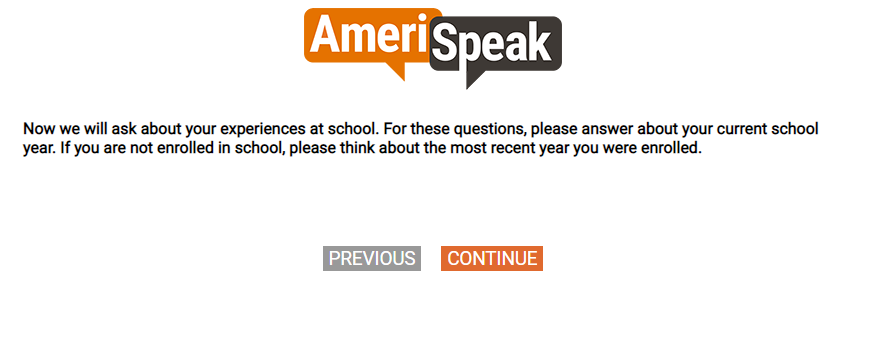 AmeriSpeak
Now we will ask about your experiences at school. For these questions, please answer about your current school
year. If you are not enrolled in school, please think about the most recent year you were enrolled.
PREVIOUS CONTINUE